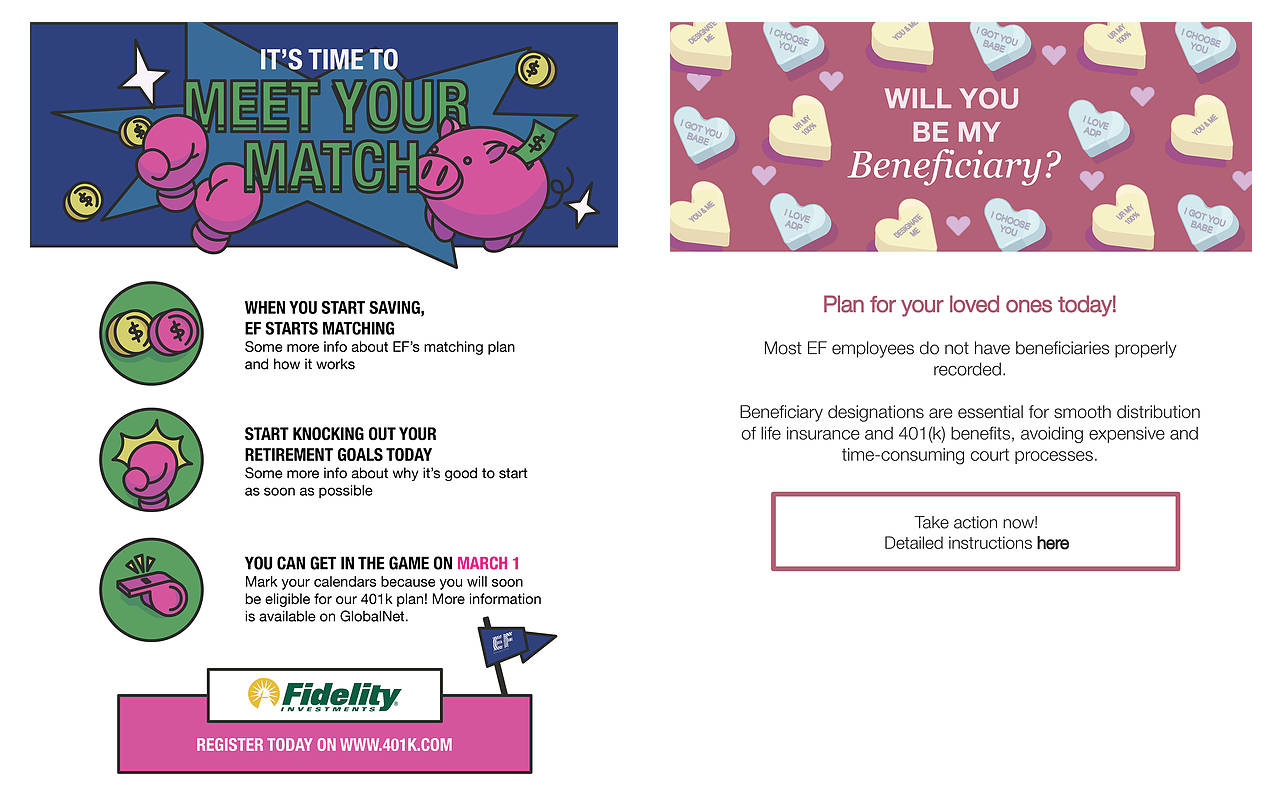 IT'S TIME TO
MEET YOUR
MATCH
WHEN YOU START SAVING,
EF STARTS MATCHING
Some more info about EF's matching plan
and how it works
START KNOCKING OUT YOUR
RETIREMENT GOALS TODAY
Some more info about why it's good to start
as soon as possible
YOU CAN GET IN THE GAME ON MARCH 1
Mark your calendars because you will soon
be eligible for our 401k plan! More information
is available on GlobalNet.
EF
Fidelity
INVESTMENTS
REGISTER TODAY ON WWW.401K.COM
DESIGNATE
ME
I CHOOSE
YOU
YOU & ME
I GOT YOU
BABE
UR MY
100%
I CHOOSE
YOU
I GOT YOU
BABE
UR MY
100%
WILL YOU
BE MY
Beneficiary?
I LOVE
ADP
YOU & ME
YOU & ME
I LOVE
ADP
DESIGNATE
ME
I CHOOSE
YOU
UR MY
100%
I GOT YOU
BABE
Plan for your loved ones today!
Most EF employees do not have beneficiaries properly
recorded.
Beneficiary designations are essential for smooth distribution
of life insurance and 401(k) benefits, avoiding expensive and
time-consuming court processes.
Take action now!
Detailed instructions here